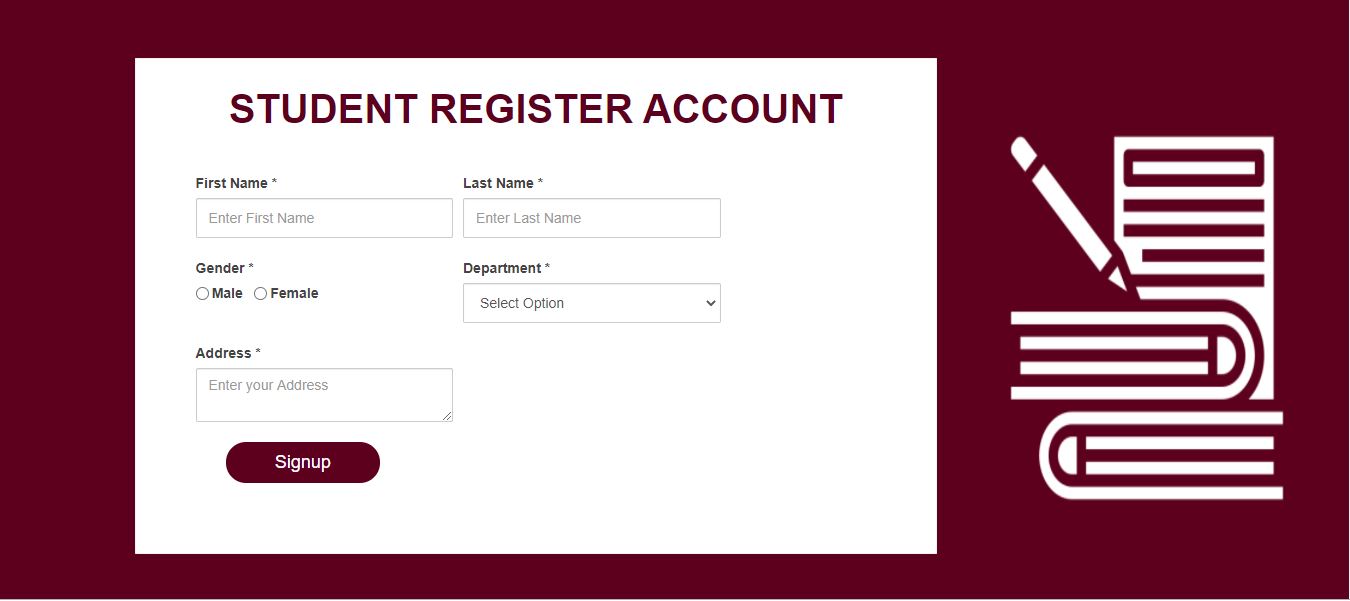 STUDENT REGISTER ACCOUNT
First Name * Last Name *
Enter First Name Enter Last Name
Gender * Department *
Male Female Select Option
Address *
Enter your Address
Signup